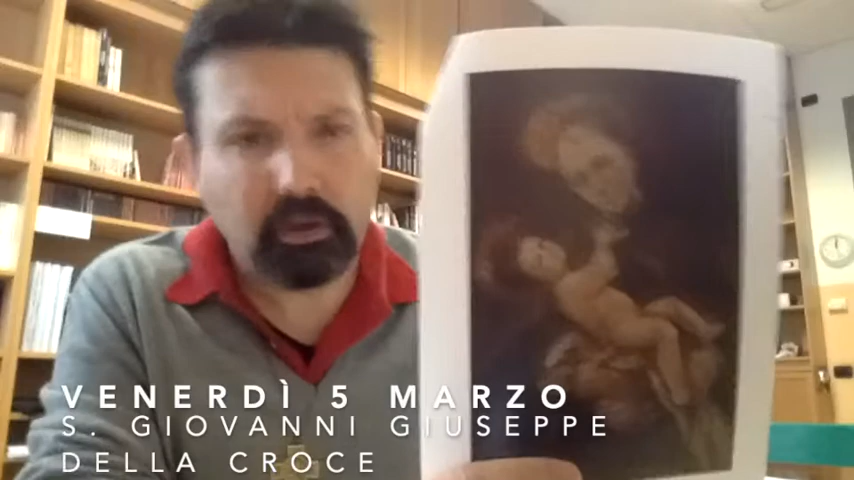 VENERDÌ 5 MARZO
S. GIOVANNI GIUSEPPE
DELLA CROCE